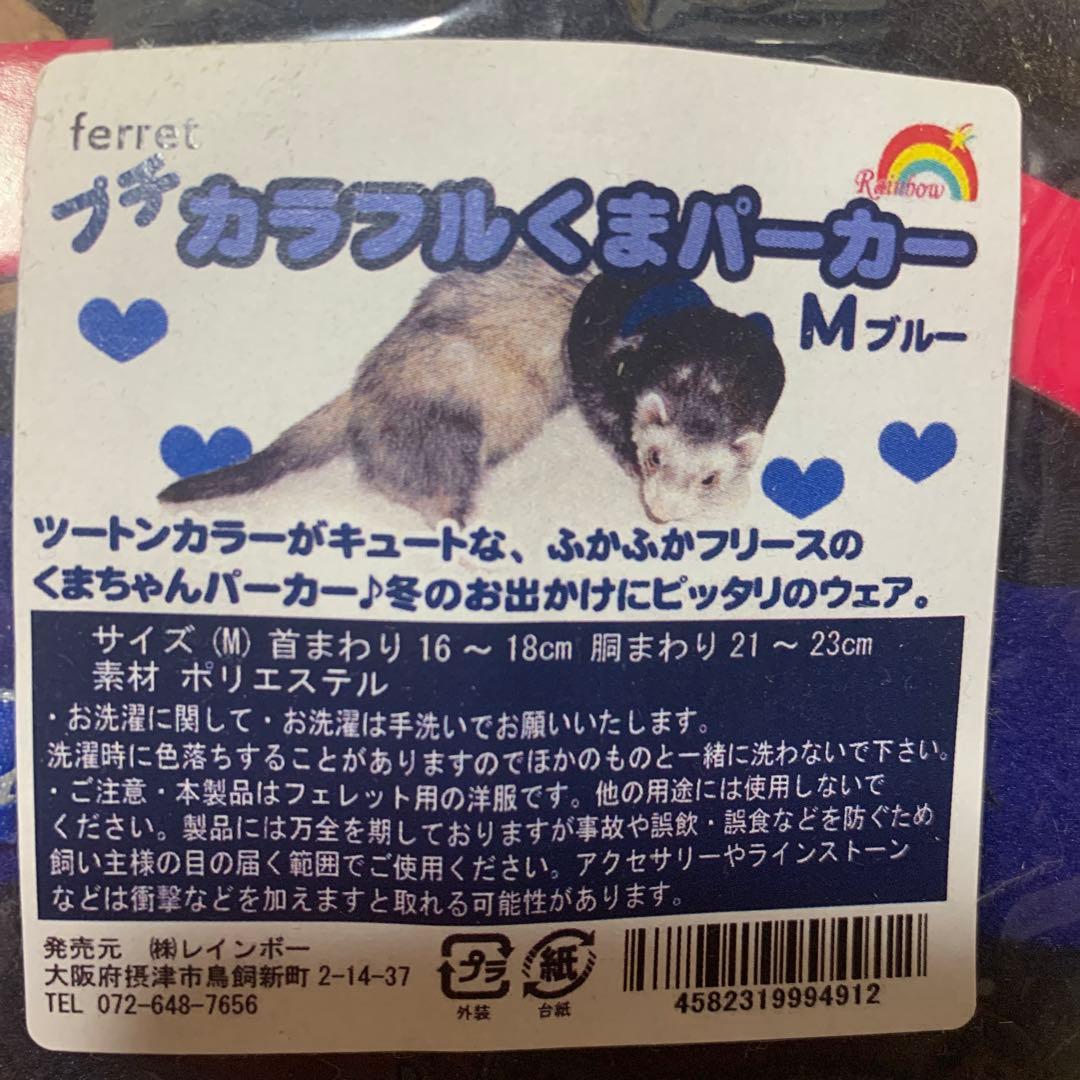 ferret
Rainbow
プチ カラフルくまパーカー
M ブルー
ツートンカラーがキュートな、ふかふかフリースの
くまちゃんパーカー♪冬のお出かけにピッタリのウェア。
サイズ (M) 首まわり 16 ～ 18cm 胴まわり 21 ～ 23cm
素材 ポリエステル
・お洗濯に関して・お洗濯は手洗いでお願いいたします。
洗濯時に色落ちすることがありますのでほかのものと一緒に洗わないで下さい。
・ご注意・本製品はフェレット用の洋服です。他の用途には使用しないで
ください。製品には万全を期しておりますが事故や誤飲・誤食などを防ぐため
飼い主様の目の届く範囲でご使用ください。アクセサリーやラインストーン
などは衝撃などを加えますと取れる可能性があります。
発売元 ㈱レインボー
大阪府摂津市鳥飼新町 2-14-37
TEL 072-648-7656
プラ
外装
紙
台紙
4582319994912